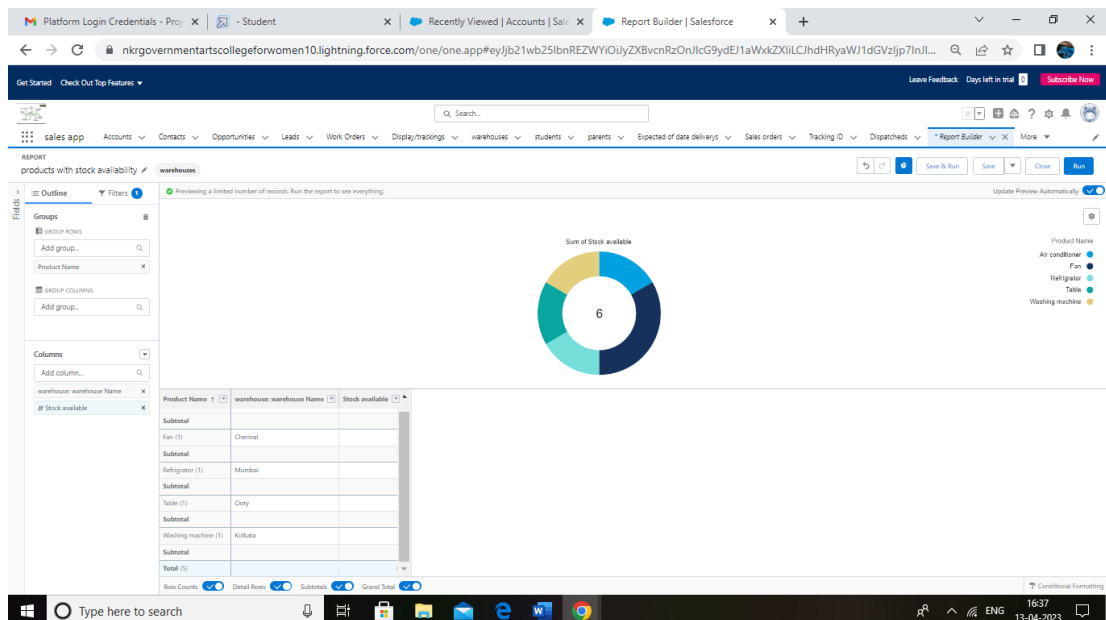 Platform Login Credentials - Proje
- Student
Recently Viewed | Accounts | Sale
Report Builder | Salesforce
nkrgovernmentartscollegeforwomen10.lightning.force.com/one/one.app#
Get Started Check Out Top Features
Leave Feedback Days left in trial 0 Subscribe Now
Search...
sales app Accounts Contacts Opportunities Leads Work Orders Display/trackings warehouses students parents Expected of date deliverys Sales orders Tracking ID Dispatcheds * Report Builder More
REPORT
products with stock availability warehouses
Save & Run Save Close Run
Fields
Outline Filters 1
Previewing a limited number of records. Run the report to see everything.
Update Preview Automatically
Groups
GROUP ROWS
Add group...
Product Name
GROUP COLUMNS
Add group...
Columns
Add column...
warehouse: warehouse Name
# Stock available
Sum of Stock available
6
Product Name
Air conditioner
Fan
Refrigrator
Table
Washing machine
Product Name ↑ warehouse: warehouse Name Stock available
Subtotal
Fan (1) Chennai
Subtotal
Refrigrator (1) Mumbai
Subtotal
Table (1) Ooty
Subtotal
Washing machine (1) Kolkata
Subtotal
Total (5)
Row Counts Detail Rows Subtotals Grand Total
Conditional Formatting
Type here to search
ENG
16:37
13-04-2023